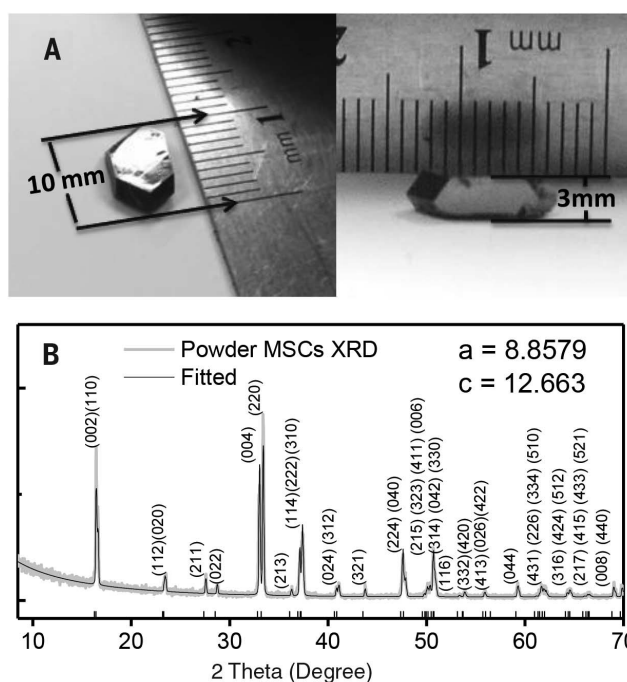 A
2
1
mm
10 mm
2
1
mm
3mm
B
Powder MSCs XRD
Fitted
a = 8.8579
c = 12.663
(002)(110)
(112)(020)
(211)
(022)
(004)
(220)
(213)
(114)(222)(310)
(024) (312)
(321)
(224) (040)
(215) (323) (411) (006)
(314) (042) (330)
(116)
(332)(420)
(413)(026)(422)
(044)
(431) (226) (334) (510)
(316) (424) (512)
(217) (415) (433) (521)
(008) (440)
10 20 30 40 50 60 70
2 Theta (Degree)